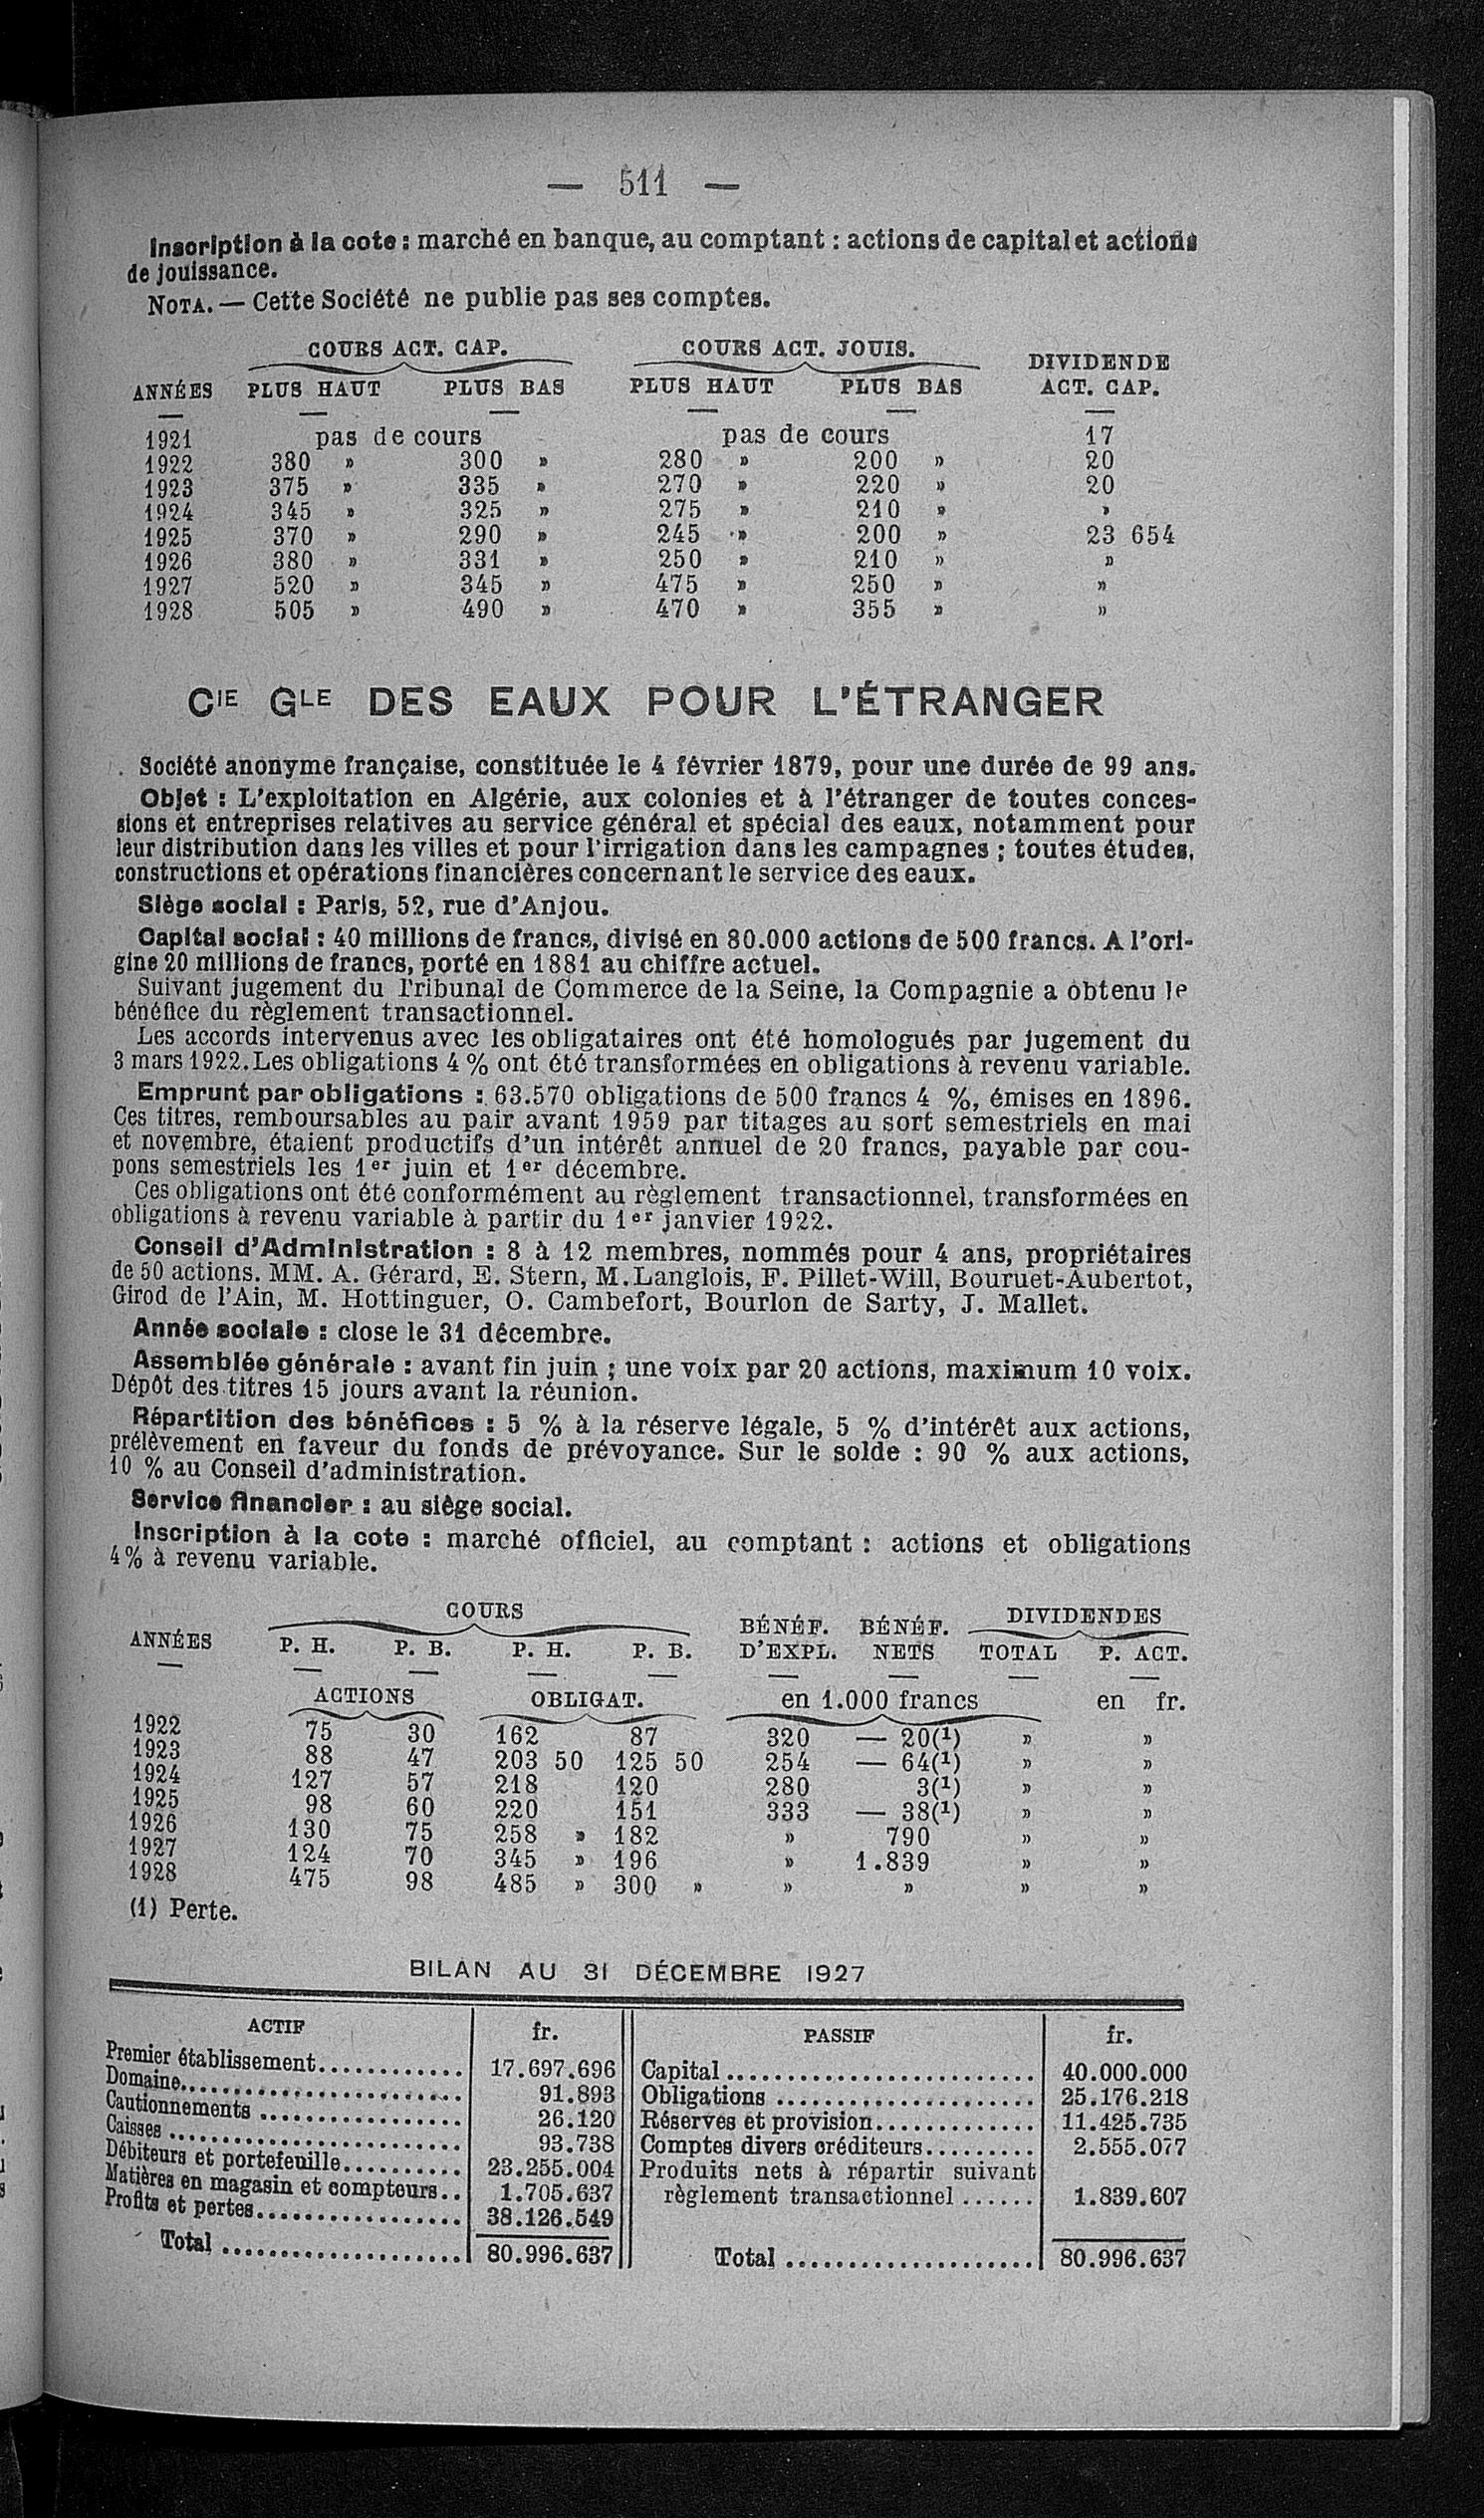 — 511 —
Inscription à la cote : marché en banque, au comptant : actions de capital et actions
de jouissance.
NOTA. — Cette Société ne publie pas ses comptes.
COURS ACT. CAP. COURS ACT. JOUIS. DIVIDENDE
ANNÉES PLUS HAUT PLUS BAS PLUS HAUT PLUS BAS ACT. CAP.
1921 pas de cours pas de cours 17
1922 380 » 300 » 280 » 200 » 20
1923 375 » 335 » 270 » 220 » 20
1924 345 » 325 » 275 » 210 » »
1925 370 » 290 » 245 » 200 » 23 654
1926 380 » 331 » 250 » 210 » »
1927 520 » 345 » 475 » 250 » »
1928 505 » 490 » 470 » 355 » »
CIE GLE DES EAUX POUR L'ÉTRANGER
Société anonyme française, constituée le 4 février 1879, pour une durée de 99 ans.
Objet : L'exploitation en Algérie, aux colonies et à l'étranger de toutes conces-
sions et entreprises relatives au service général et spécial des eaux, notamment pour
leur distribution dans les villes et pour l'irrigation dans les campagnes ; toutes études,
constructions et opérations financières concernant le service des eaux.
Siège social : Paris, 52, rue d'Anjou.
Capital social : 40 millions de francs, divisé en 80.000 actions de 500 francs. A l'ori-
gine 20 millions de francs, porté en 1881 au chiffre actuel.
Suivant jugement du Tribunal de Commerce de la Seine, la Compagnie a obtenu le
bénéfice du règlement transactionnel.
Les accords intervenus avec les obligataires ont été homologués par jugement du
3 mars 1922. Les obligations 4 % ont été transformées en obligations à revenu variable.
Emprunt par obligations : 63.570 obligations de 500 francs 4 %, émises en 1896.
Ces titres, remboursables au pair avant 1959 par titages au sort semestriels en mai
et novembre, étaient productifs d'un intérêt annuel de 20 francs, payable par cou-
pons semestriels les 1er juin et 1er décembre.
Ces obligations ont été conformément au règlement transactionnel, transformées en
obligations à revenu variable à partir du 1er janvier 1922.
Conseil d'Administration : 8 à 12 membres, nommés pour 4 ans, propriétaires
de 50 actions. MM. A. Gérard, E. Stern, M. Langlois, F. Pillet-Will, Bouruet-Aubertot,
Girod de l'Ain, M. Hottinguer, O. Cambefort, Bourlon de Sarty, J. Mallet.
Année sociale : close le 31 décembre.
Assemblée générale : avant fin juin ; une voix par 20 actions, maximum 10 voix.
Dépôt des titres 15 jours avant la réunion.
Répartition des bénéfices : 5 % à la réserve légale, 5 % d'intérêt aux actions,
prélèvement en faveur du fonds de prévoyance. Sur le solde : 90 % aux actions,
10 % au Conseil d'administration.
Service financier : au siège social.
Inscription à la cote : marché officiel, au comptant : actions et obligations
4% à revenu variable.
COURS BÉNÉF. BÉNÉF. DIVIDENDES
ANNÉES P. H. P. B. P. H. P. B. D'EXPL. NETS TOTAL P. ACT.
ACTIONS OBLIGAT. en 1.000 francs en fr.
1922 75 30 162 87 320 — 20(1) » »
1923 88 47 203 50 125 50 254 — 64(1) » »
1924 127 57 218 120 280 3(1) » »
1925 98 60 220 151 333 — 38(1) » »
1926 130 75 258 » 182 » 790 » »
1927 124 70 345 » 196 » 1.839 » »
1928 475 98 485 » 300 » » » » »
(1) Perte.
BILAN AU 31 DÉCEMBRE 1927
ACTIF fr. PASSIF fr.
Premier établissement............ 17.697.696 Capital .......................... 40.000.000
Domaine........................ 91.893 Obligations ...................... 25.176.218
Cautionnements ................. 26.120 Réserves et provision............. 11.425.735
Caisses ......................... 93.738 Comptes divers créditeurs......... 2.555.077
Débiteurs et portefeuille.......... 23.255.004 Produits nets à répartir suivant
Matières en magasin et compteurs.. 1.705.637 règlement transactionnel ...... 1.839.607
Profits et pertes................. 38.126.549
Total .................... 80.996.637 Total ..................... 80.996.637